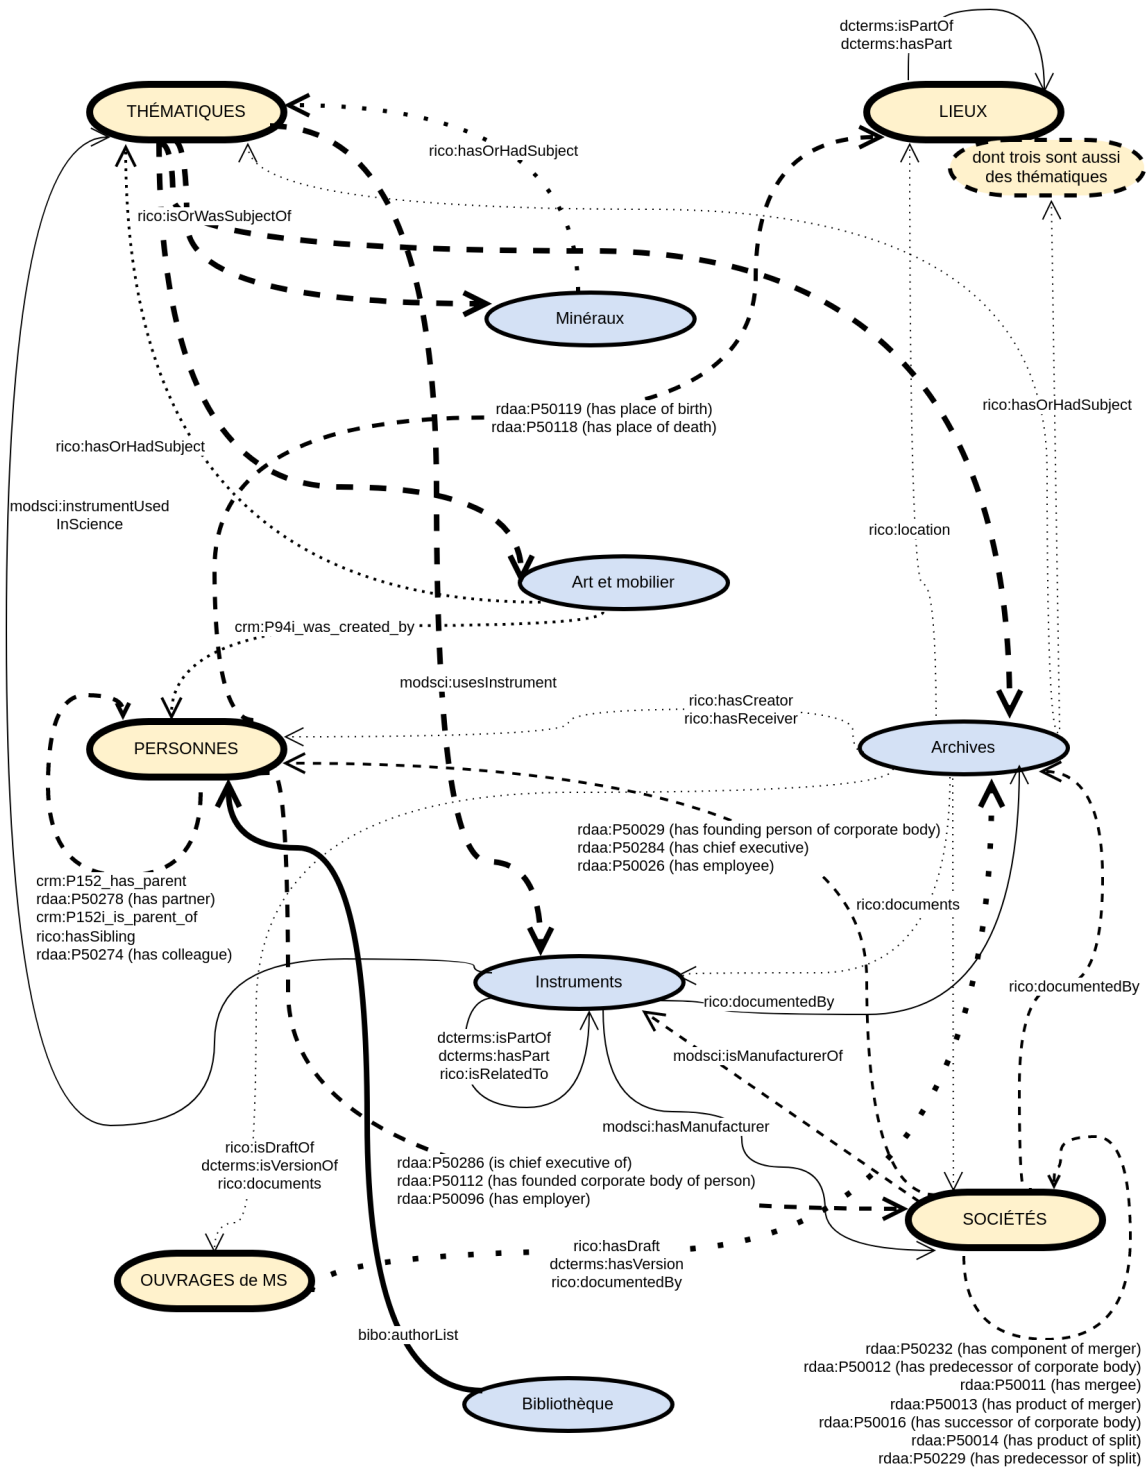 dcterms:isPartOf
dcterms:hasPart
THÉMATIQUES
LIEUX
rico:hasOrHadSubject
dont trois sont aussi
des thématiques
rico:isOrWasSubjectOf
Minéraux
rdaa:P50119 (has place of birth)
rdaa:P50118 (has place of death)
rico:hasOrHadSubject
rico:hasOrHadSubject
modsci:instrumentUsed
InScience
rico:location
Art et mobilier
crm:P94i_was_created_by
modsci:usesInstrument
rico:hasCreator
rico:hasReceiver
PERSONNES
Archives
rdaa:P50029 (has founding person of corporate body)
rdaa:P50284 (has chief executive)
rdaa:P50026 (has employee)
crm:P152_has_parent
rdaa:P50278 (has partner)
crm:P152i_is_parent_of
rico:hasSibling
rdaa:P50274 (has colleague)
rico:documents
Instruments
rico:documentedBy
rico:documentedBy
dcterms:isPartOf
dcterms:hasPart
rico:isRelatedTo
modsci:isManufacturerOf
modsci:hasManufacturer
rico:isDraftOf
dcterms:isVersionOf
rico:documents
rdaa:P50286 (is chief executive of)
rdaa:P50112 (has founded corporate body of person)
rdaa:P50096 (has employer)
SOCIÉTÉS
rico:hasDraft
dcterms:hasVersion
rico:documentedBy
OUVRAGES de MS
bibo:authorList
Bibliothèque
rdaa:P50232 (has component of merger)
rdaa:P50012 (has predecessor of corporate body)
rdaa:P50011 (has mergee)
rdaa:P50013 (has product of merger)
rdaa:P50016 (has successor of corporate body)
rdaa:P50014 (has product of split)
rdaa:P50229 (has predecessor of split)